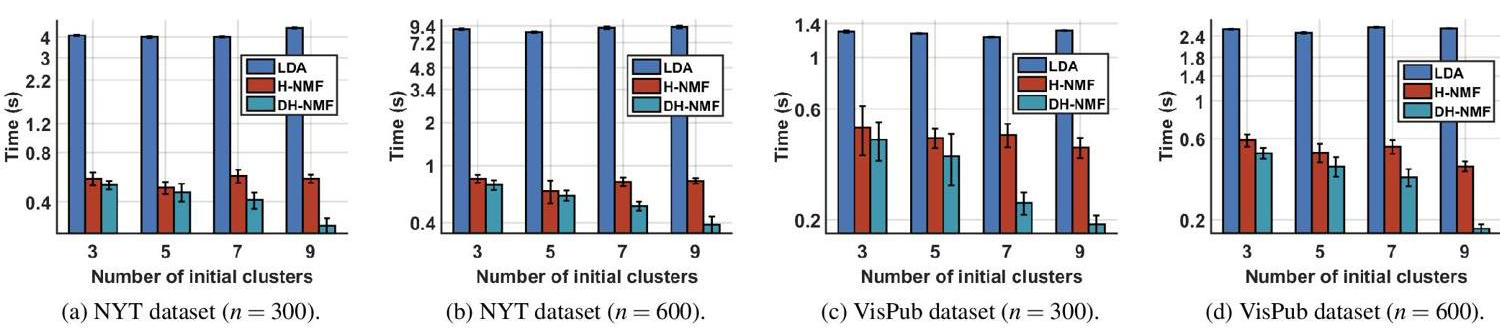 4
3
2.2
1.2
0.8
0.4
Time (s)
LDA
H-NMF
DH-NMF
3 5 7 9
Number of initial clusters
(a) NYT dataset (n = 300).
9.4
7.2
4.8
3.4
2
1
0.4
Time (s)
LDA
H-NMF
DH-NMF
3 5 7 9
Number of initial clusters
(b) NYT dataset (n = 600).
1.4
1
0.6
0.2
Time (s)
LDA
H-NMF
DH-NMF
3 5 7 9
Number of initial clusters
(c) VisPub dataset (n = 300).
2.4
1.8
1.4
1
0.6
0.2
Time (s)
LDA
H-NMF
DH-NMF
3 5 7 9
Number of initial clusters
(d) VisPub dataset (n = 600).